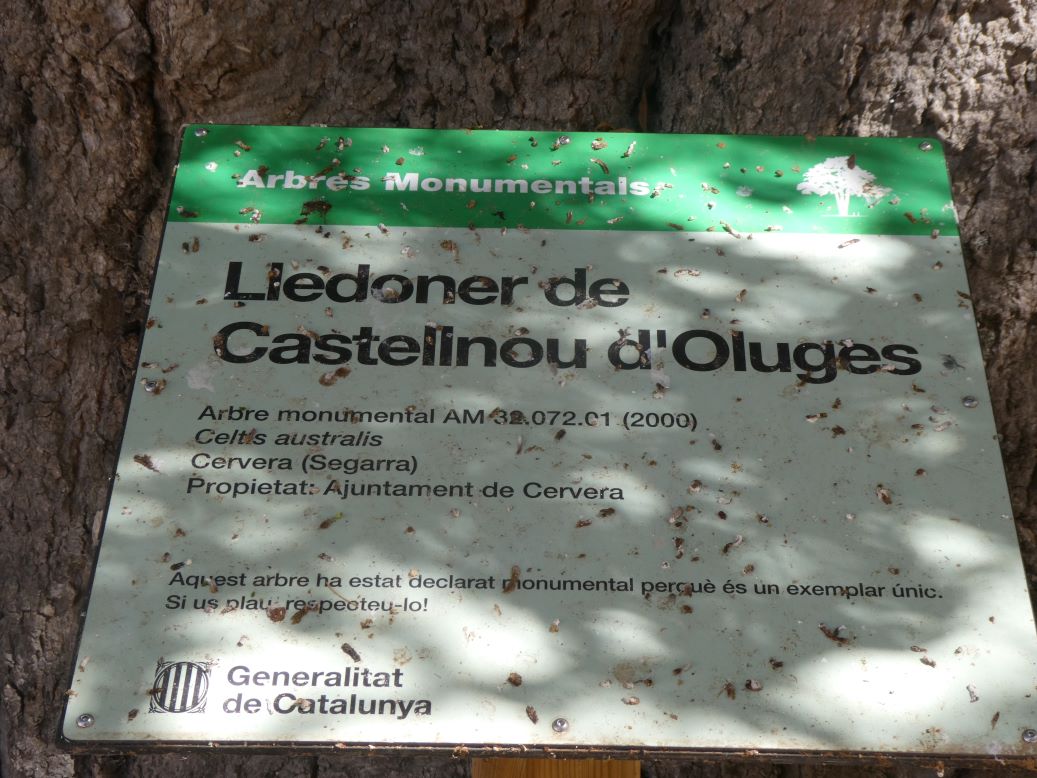 Arbres Monumentals
Lledoner de
Castellnou d'Oluges
Arbre monumental AM-32.072.01 (2000)
Celtis australis
Cervera (Segarra)
Propietat: Ajuntament de Cervera
Aquest arbre ha estat declarat monumental perquè és un exemplar únic.
Si us plau, respecteu-lo!
Generalitat
de Catalunya